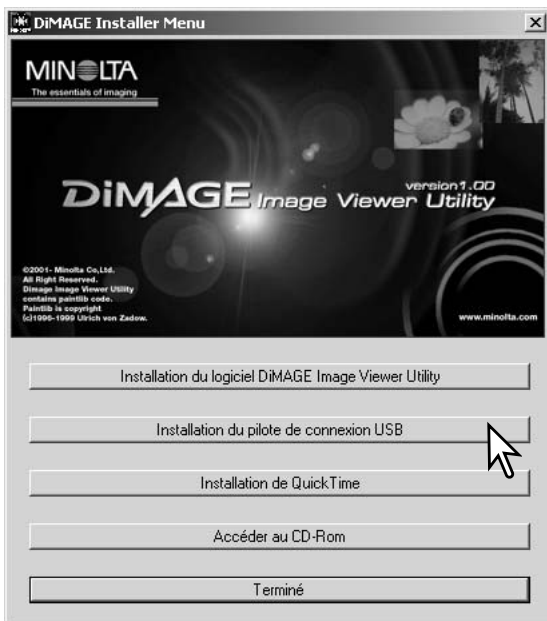 DiMAGE Installer Menu
MINOLTA
The essentials of imaging
DiMAGE Image Viewer Utility
version1.00
©2001- Minolta Co,Ltd.
All Right Reserved.
Dimage Image Viewer Utility
contains paintlib code.
Paintlib is copyright
(c)1996-1999 Ulrich von Zadow.
www.minolta.com
Installation du logiciel DiMAGE Image Viewer Utility
Installation du pilote de connexion USB
Installation de QuickTime
Accéder au CD-Rom
Terminé